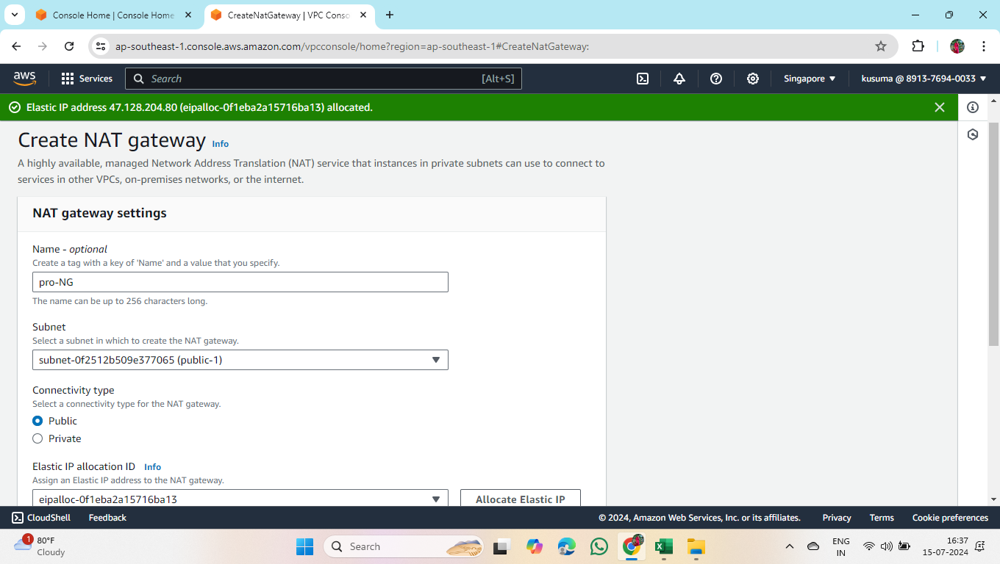 Console Home | Console Home
CreateNatGateway | VPC Conso
ap-southeast-1.console.aws.amazon.com/vpcconsole/home?region=ap-southeast-1#CreateNatGateway:
aws Services Search [Alt+S] Singapore kusuma @ 8913-7694-0033
Elastic IP address 47.128.204.80 (eipalloc-0f1eba2a15716ba13) allocated.
Create NAT gateway Info
A highly available, managed Network Address Translation (NAT) service that instances in private subnets can use to connect to
services in other VPCs, on-premises networks, or the internet.
NAT gateway settings
Name - optional
Create a tag with a key of 'Name' and a value that you specify.
pro-NG
The name can be up to 256 characters long.
Subnet
Select a subnet in which to create the NAT gateway.
subnet-0f2512b509e377065 (public-1)
Connectivity type
Select a connectivity type for the NAT gateway.
Public
Private
Elastic IP allocation ID Info
Assign an Elastic IP address to the NAT gateway.
eipalloc-0f1eba2a15716ba13 Allocate Elastic IP
CloudShell Feedback © 2024, Amazon Web Services, Inc. or its affiliates. Privacy Terms Cookie preferences
1
80°F
Cloudy
Search
ENG
IN
16:37
15-07-2024